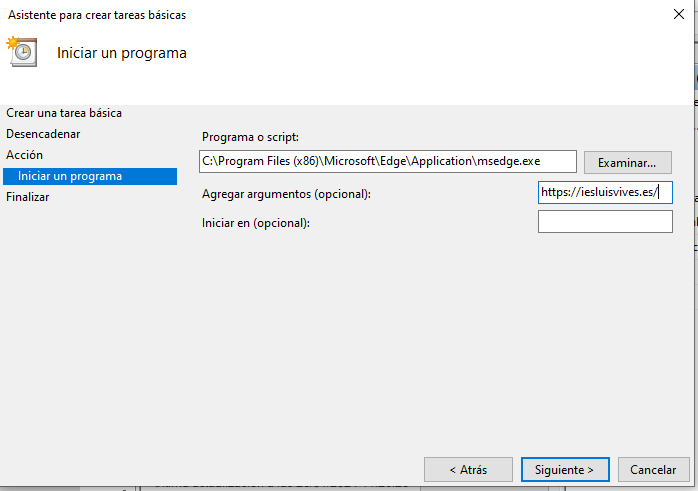 Asistente para crear tareas básicas
Iniciar un programa
Crear una tarea básica
Desencadenar
Acción
Iniciar un programa
Finalizar
Programa o script:
C:\Program Files (x86)\Microsoft\Edge\Application\msedge.exe
Examinar...
Agregar argumentos (opcional):
https://iesluisvives.es/
Iniciar en (opcional):
< Atrás
Siguiente >
Cancelar